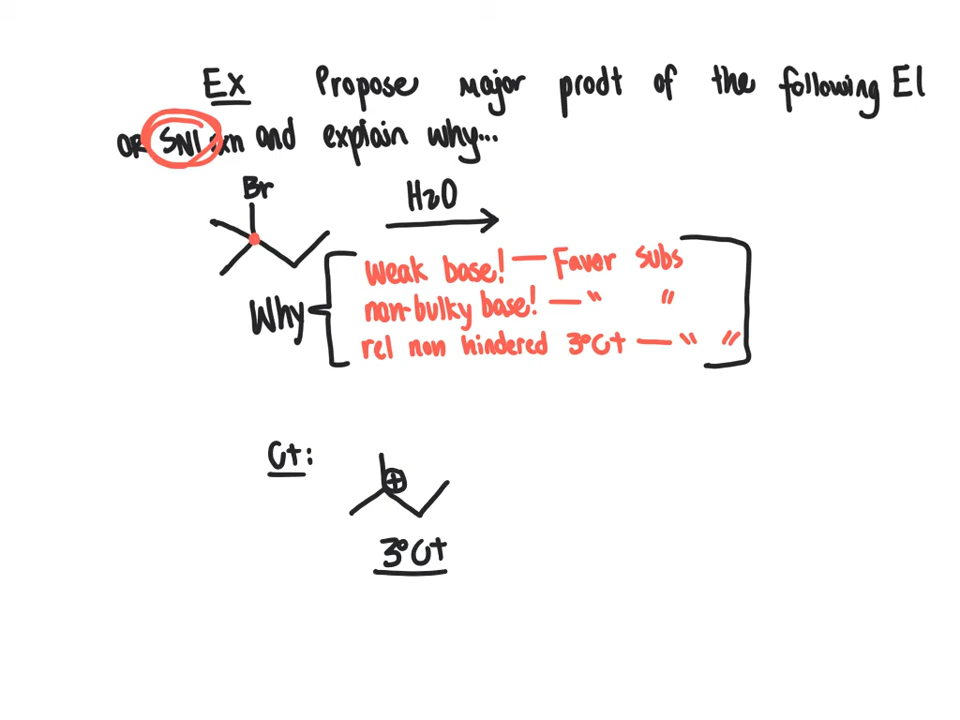 Ex Propose major prodt of the following E1
OR SN1 rxn and explain why...
Br
H2O
Weak base! — Favor subs
non-bulky base! — " "
Why
rel non hindered 3°C+ — " "
C+:
+
3°C+